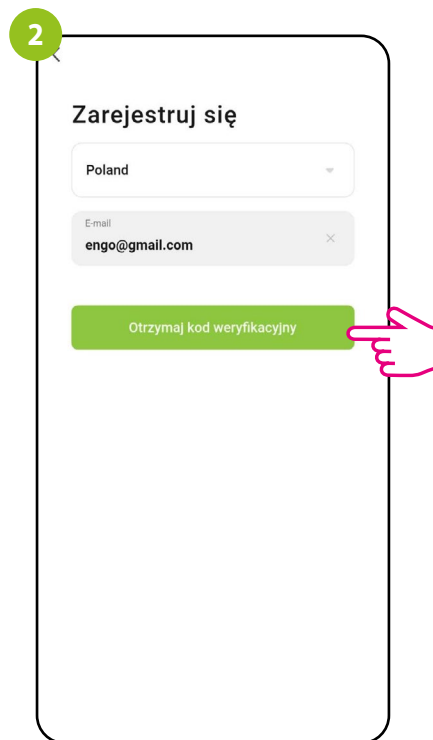 2
Zarejestruj się
Poland
E-mail
engo@gmail.com
Otrzymaj kod weryfikacyjny